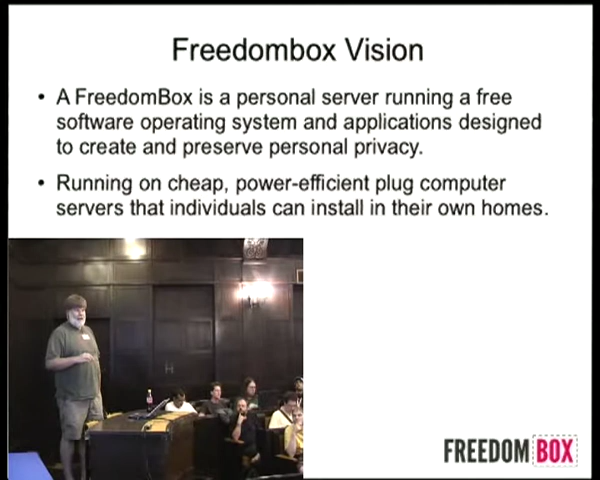 Freedombox Vision
• A FreedomBox is a personal server running a free
software operating system and applications designed
to create and preserve personal privacy.
• Running on cheap, power-efficient plug computer
servers that individuals can install in their own homes.
FREEDOMBOX